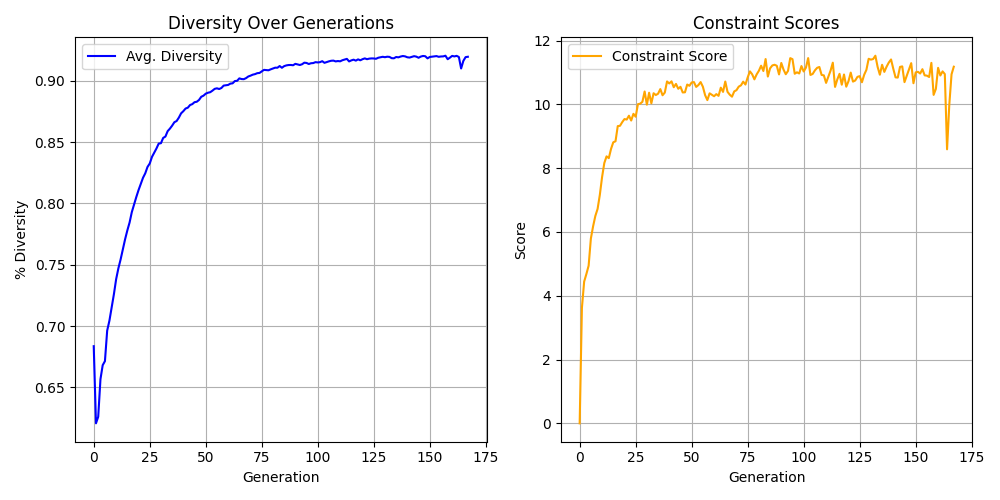 Diversity Over Generations
Avg. Diversity
% Diversity
0.90
0.85
0.80
0.75
0.70
0.65
0 25 50 75 100 125 150 175
Generation
Constraint Scores
Constraint Score
Score
12
10
8
6
4
2
0
0 25 50 75 100 125 150 175
Generation